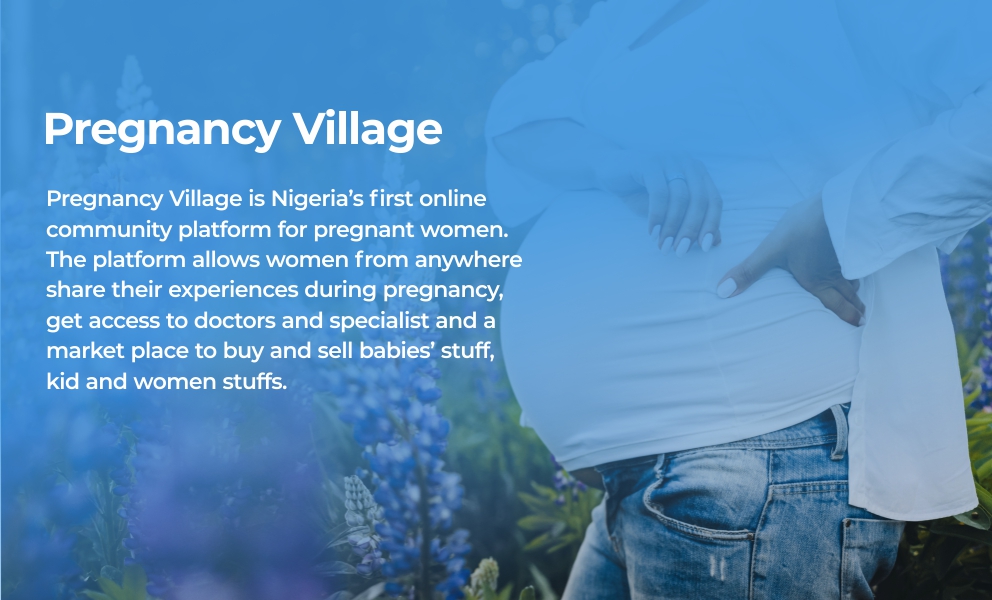 Pregnancy Village
Pregnancy Village is Nigeria’s first online
community platform for pregnant women.
The platform allows women from anywhere
share their experiences during pregnancy,
get access to doctors and specialist and a
market place to buy and sell babies’ stuff,
kid and women stuffs.